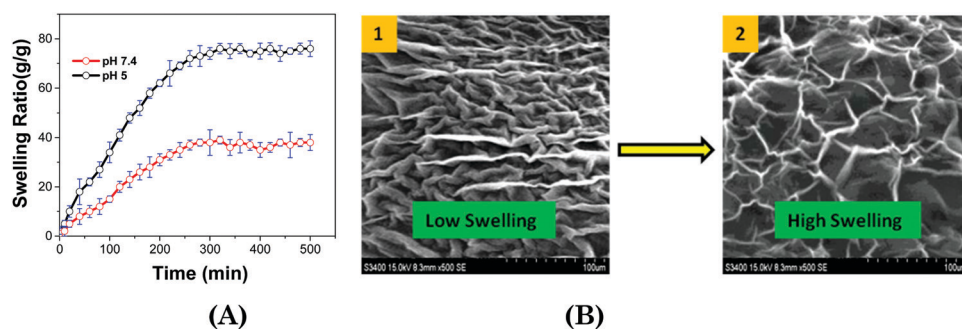 80
60
40
20
0
Swelling Ratio(g/g)
pH 7.4
pH 5
0 100 200 300 400 500
Time (min)
(A)
1
Low Swelling
S3400 15.0kV 8.3mm x500 SE
100um
2
High Swelling
S3400 15.0kV 8.3mm x500 SE
100um
(B)